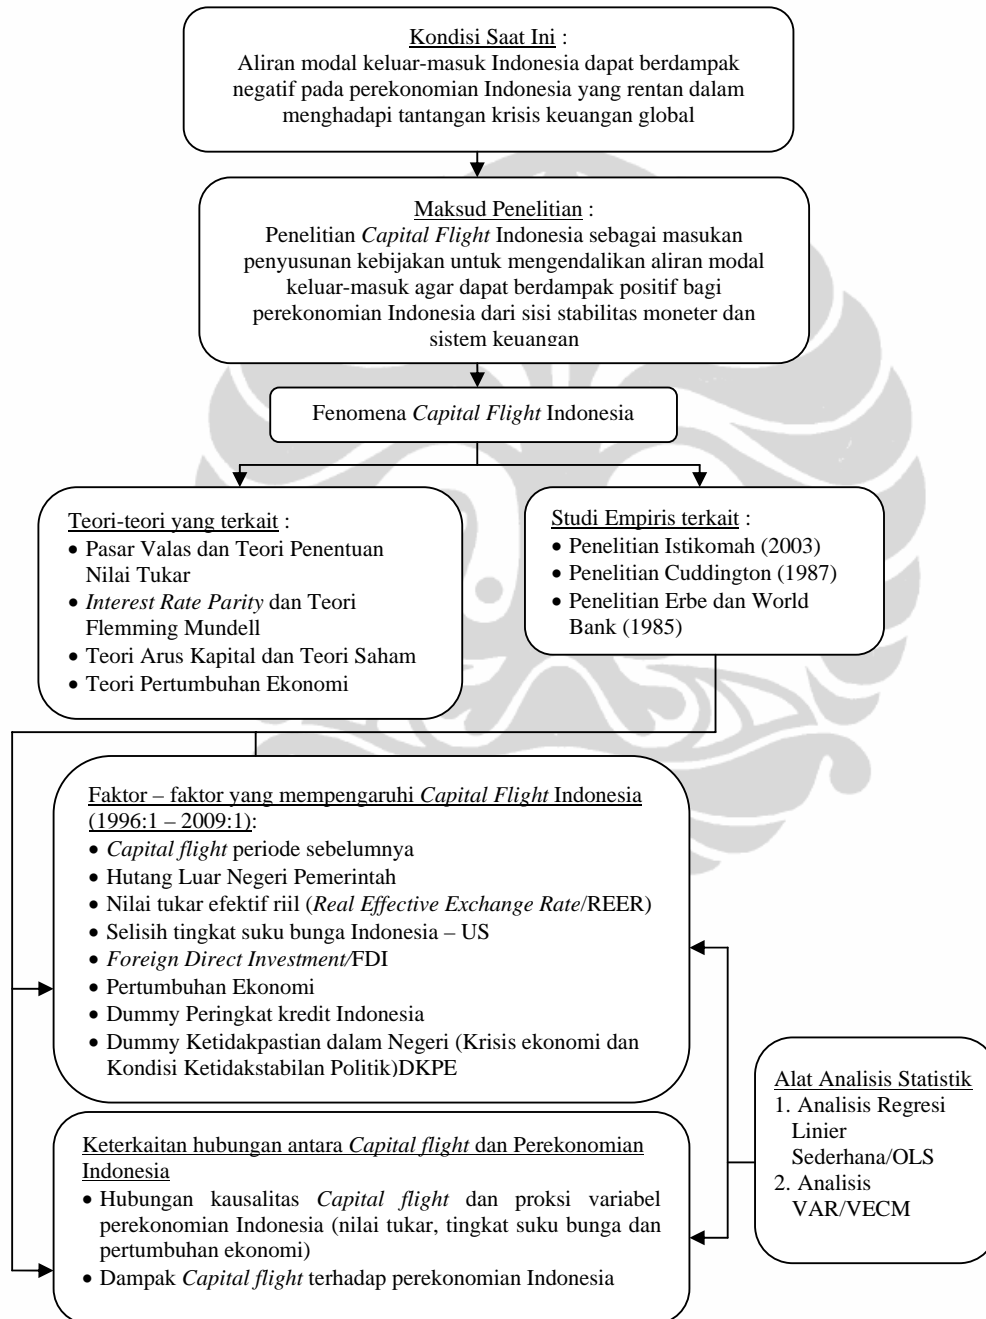 Kondisi Saat Ini :
Aliran modal keluar-masuk Indonesia dapat berdampak
negatif pada perekonomian Indonesia yang rentan dalam
menghadapi tantangan krisis keuangan global
Maksud Penelitian :
Penelitian Capital Flight Indonesia sebagai masukan
penyusunan kebijakan untuk mengendalikan aliran modal
keluar-masuk agar dapat berdampak positif bagi
perekonomian Indonesia dari sisi stabilitas moneter dan
sistem keuangan
Fenomena Capital Flight Indonesia
Teori-teori yang terkait :
• Pasar Valas dan Teori Penentuan
Nilai Tukar
• Interest Rate Parity dan Teori
Flemming Mundell
• Teori Arus Kapital dan Teori Saham
• Teori Pertumbuhan Ekonomi
Studi Empiris terkait :
• Penelitian Istikomah (2003)
• Penelitian Cuddington (1987)
• Penelitian Erbe dan World
Bank (1985)
Faktor – faktor yang mempengaruhi Capital Flight Indonesia
(1996:1 – 2009:1):
• Capital flight periode sebelumnya
• Hutang Luar Negeri Pemerintah
• Nilai tukar efektif riil (Real Effective Exchange Rate/REER)
• Selisih tingkat suku bunga Indonesia – US
• Foreign Direct Investment/FDI
• Pertumbuhan Ekonomi
• Dummy Peringkat kredit Indonesia
• Dummy Ketidakpastian dalam Negeri (Krisis ekonomi dan
Kondisi Ketidakstabilan Politik)DKPE
Keterkaitan hubungan antara Capital flight dan Perekonomian
Indonesia
• Hubungan kausalitas Capital flight dan proksi variabel
perekonomian Indonesia (nilai tukar, tingkat suku bunga dan
pertumbuhan ekonomi)
• Dampak Capital flight terhadap perekonomian Indonesia
Alat Analisis Statistik
1. Analisis Regresi
Linier
Sederhana/OLS
2. Analisis
VAR/VECM